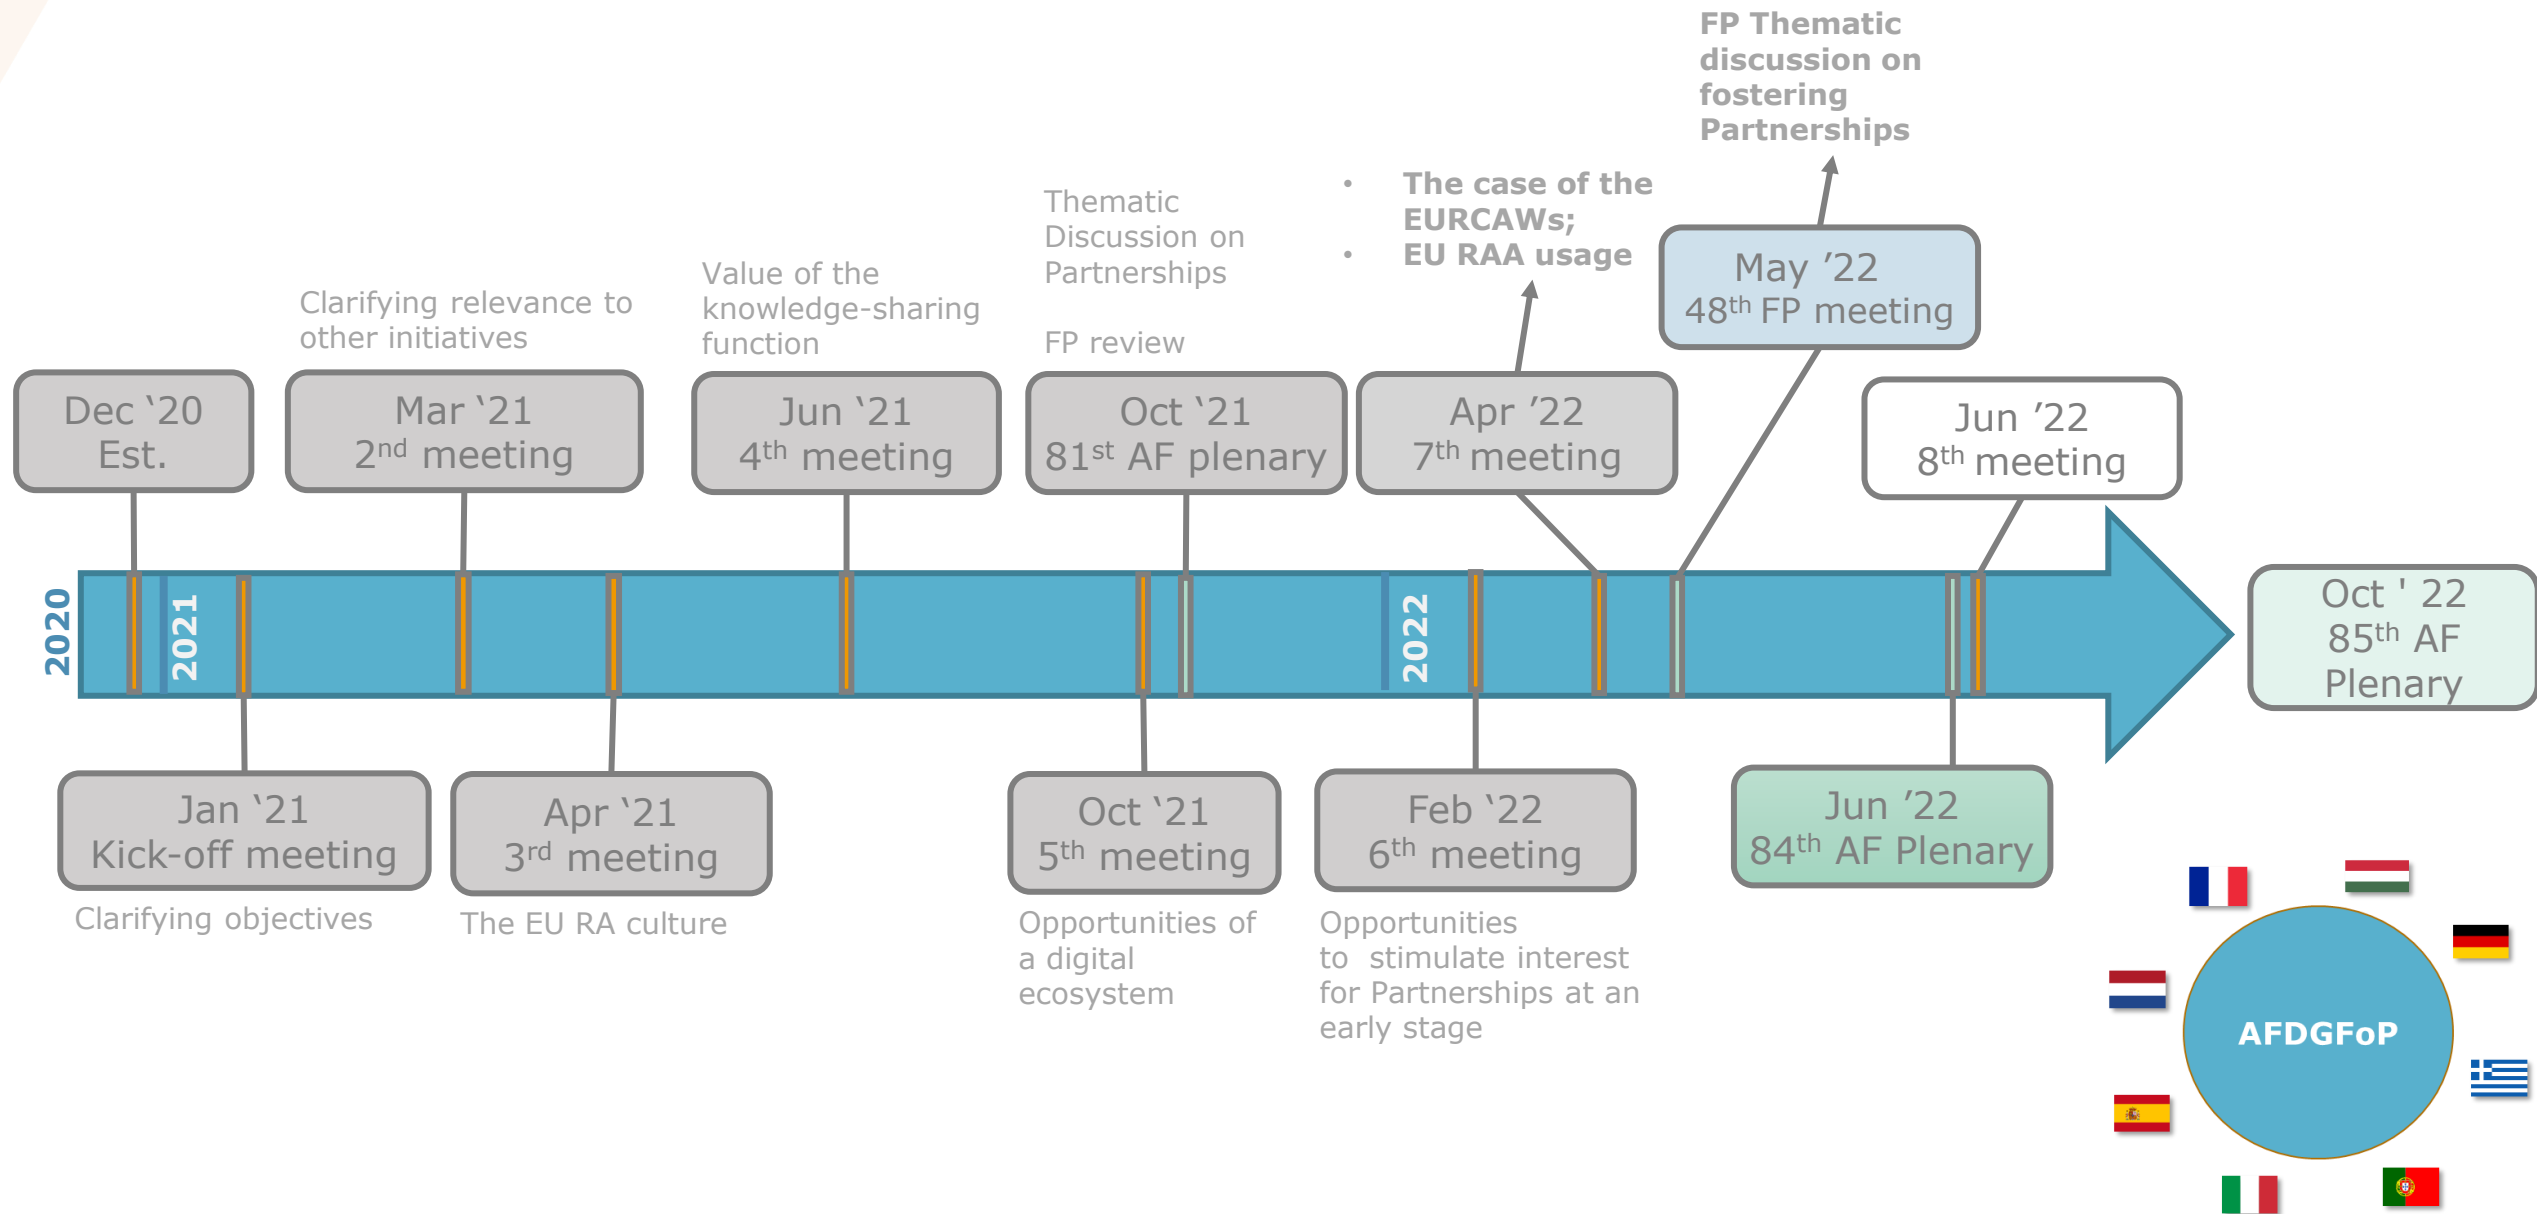 FP Thematic
discussion on
fostering
Partnerships
• The case of the
EURCAWs;
• EU RAA usage
Thematic
Discussion on
Partnerships
FP review
Value of the
knowledge-sharing
function
Clarifying relevance to
other initiatives
May ’22
48th FP meeting
Dec ‘20
Est.
Mar ‘21
2nd meeting
Jun ‘21
4th meeting
Oct ‘21
81st AF plenary
Apr ’22
7th meeting
Jun ’22
8th meeting
2020
2021
2022
Oct ' 22
85th AF
Plenary
Jan ‘21
Kick-off meeting
Clarifying objectives
Apr ‘21
3rd meeting
The EU RA culture
Oct ‘21
5th meeting
Opportunities of
a digital
ecosystem
Feb ‘22
6th meeting
Opportunities
to  stimulate interest
for Partnerships at an
early stage
Jun ’22
84th AF Plenary
AFDGFoP